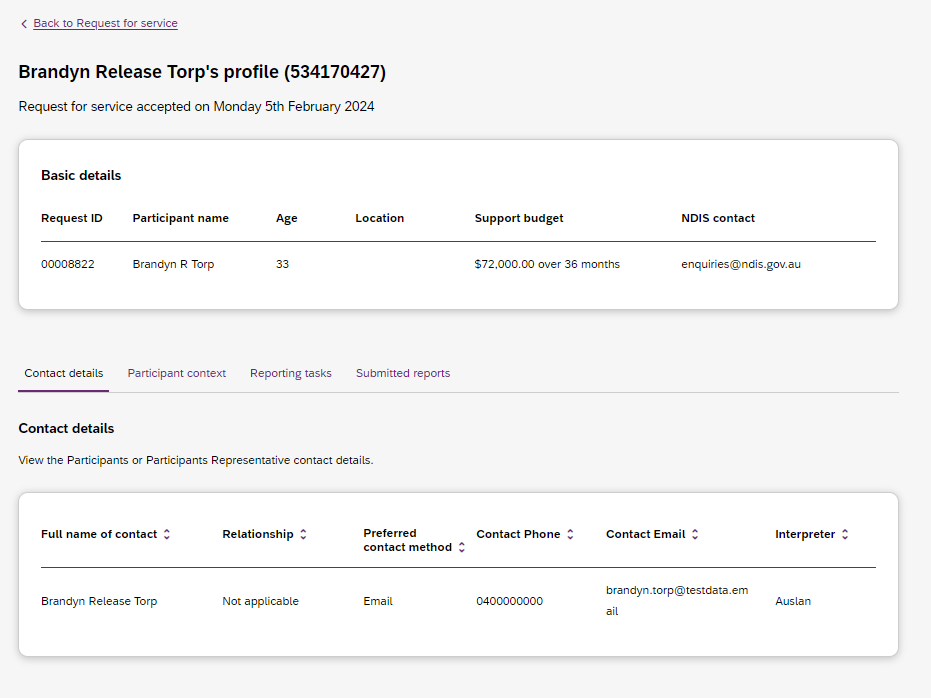 Back to Request for service
Brandyn Release Torp's profile (534170427)
Request for service accepted on Monday 5th February 2024
Basic details
Request ID Participant name Age Location Support budget NDIS contact
00008822 Brandyn R Torp 33 $72,000.00 over 36 months enquiries@ndis.gov.au
Contact details Participant context Reporting tasks Submitted reports
Contact details
View the Participants or Participants Representative contact details.
Full name of contact Relationship Preferred contact method Contact Phone Contact Email Interpreter
Brandyn Release Torp Not applicable Email 0400000000 brandyn.torp@testdata.em
ail Auslan